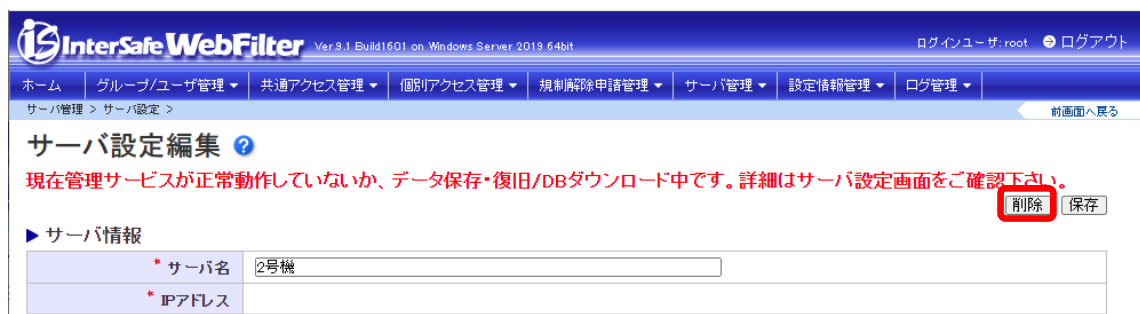 InterSafe WebFilter Ver.9.1 Build1601 on Windows Server 2019 64bit ログインユーザ:root ログアウト
ホーム グループ/ユーザ管理▼ 共通アクセス管理▼ 個別アクセス管理▼ 規制解除申請管理▼ サーバ管理▼ 設定情報管理▼ ログ管理▼
サーバ管理 > サーバ設定 > 前画面へ戻る
サーバ設定編集 ?
現在管理サービスが正常動作していないか、データ保存・復旧/DBダウンロード中です。詳細はサーバ設定画面をご確認下さい。
削除 保存
▶サーバ情報
* サーバ名 2号機
* IPアドレス